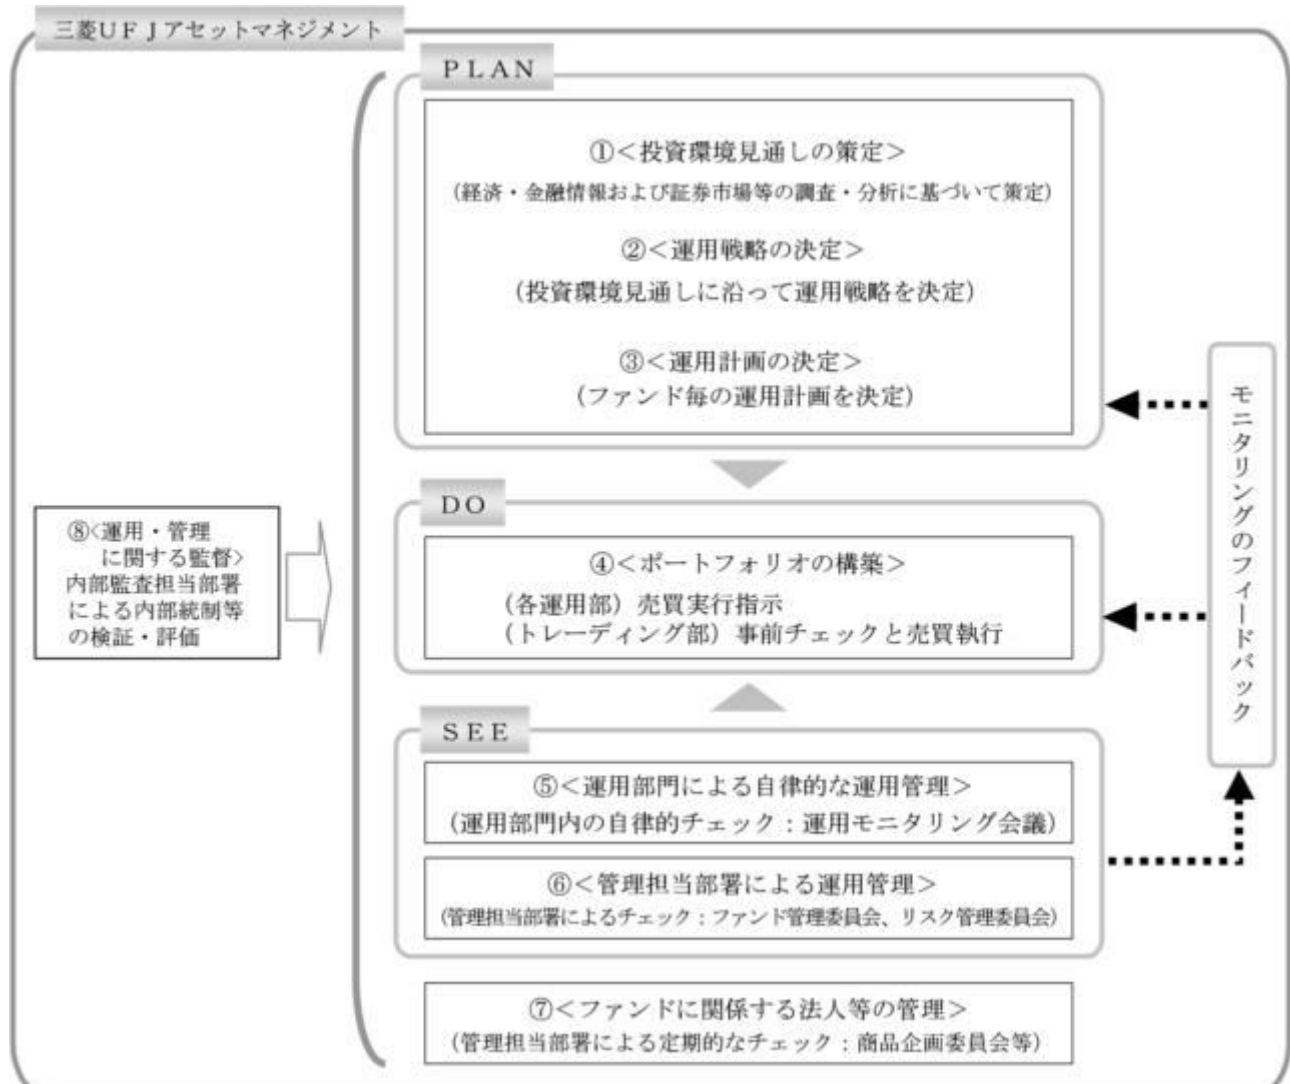 三菱UFJアセットマネジメント
PLAN
①<投資環境見通しの策定>
(経済・金融情報および証券市場等の調査・分析に基づいて策定)
②<運用戦略の決定>
(投資環境見通しに沿って運用戦略を決定)
③<運用計画の決定>
(ファンド毎の運用計画を決定)
DO
④<ポートフォリオの構築>
(各運用部)売買実行指示
(トレーディング部)事前チェックと売買執行
SEE
⑤<運用部門による自律的な運用管理>
(運用部門内の自律的チェック:運用モニタリング会議)
⑥<管理担当部署による運用管理>
(管理担当部署によるチェック:ファンド管理委員会、リスク管理委員会)
⑦<ファンドに関係する法人等の管理>
(管理担当部署による定期的なチェック:商品企画委員会等)
⑧<運用・管理
に関する監督>
内部監査担当部署
による内部統制等
の検証・評価
モニタリングのフィードバック